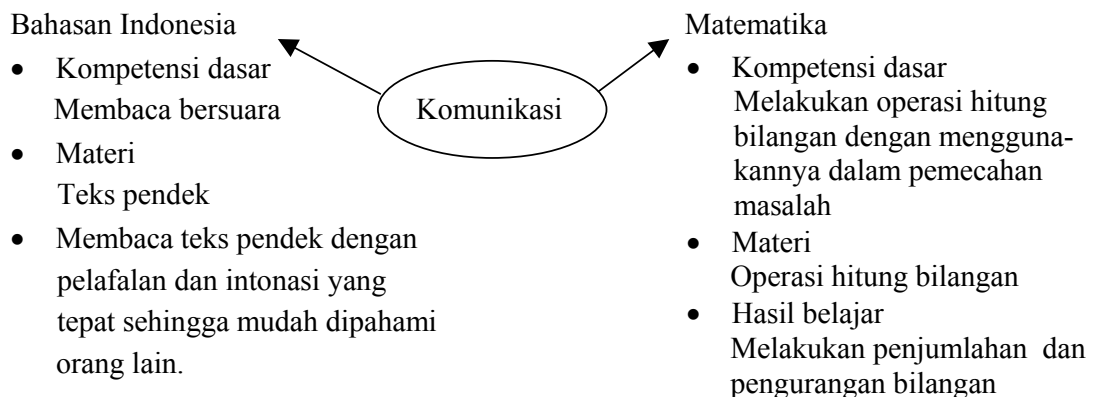 Bahasan Indonesia
• Kompetensi dasar
Membaca bersuara
• Materi
Teks pendek
• Membaca teks pendek dengan
pelafalan dan intonasi yang
tepat sehingga mudah dipahami
orang lain.
Komunikasi
Matematika
• Kompetensi dasar
Melakukan operasi hitung
bilangan dengan mengguna-
kannya dalam pemecahan
masalah
• Materi
Operasi hitung bilangan
• Hasil belajar
Melakukan penjumlahan dan
pengurangan bilangan